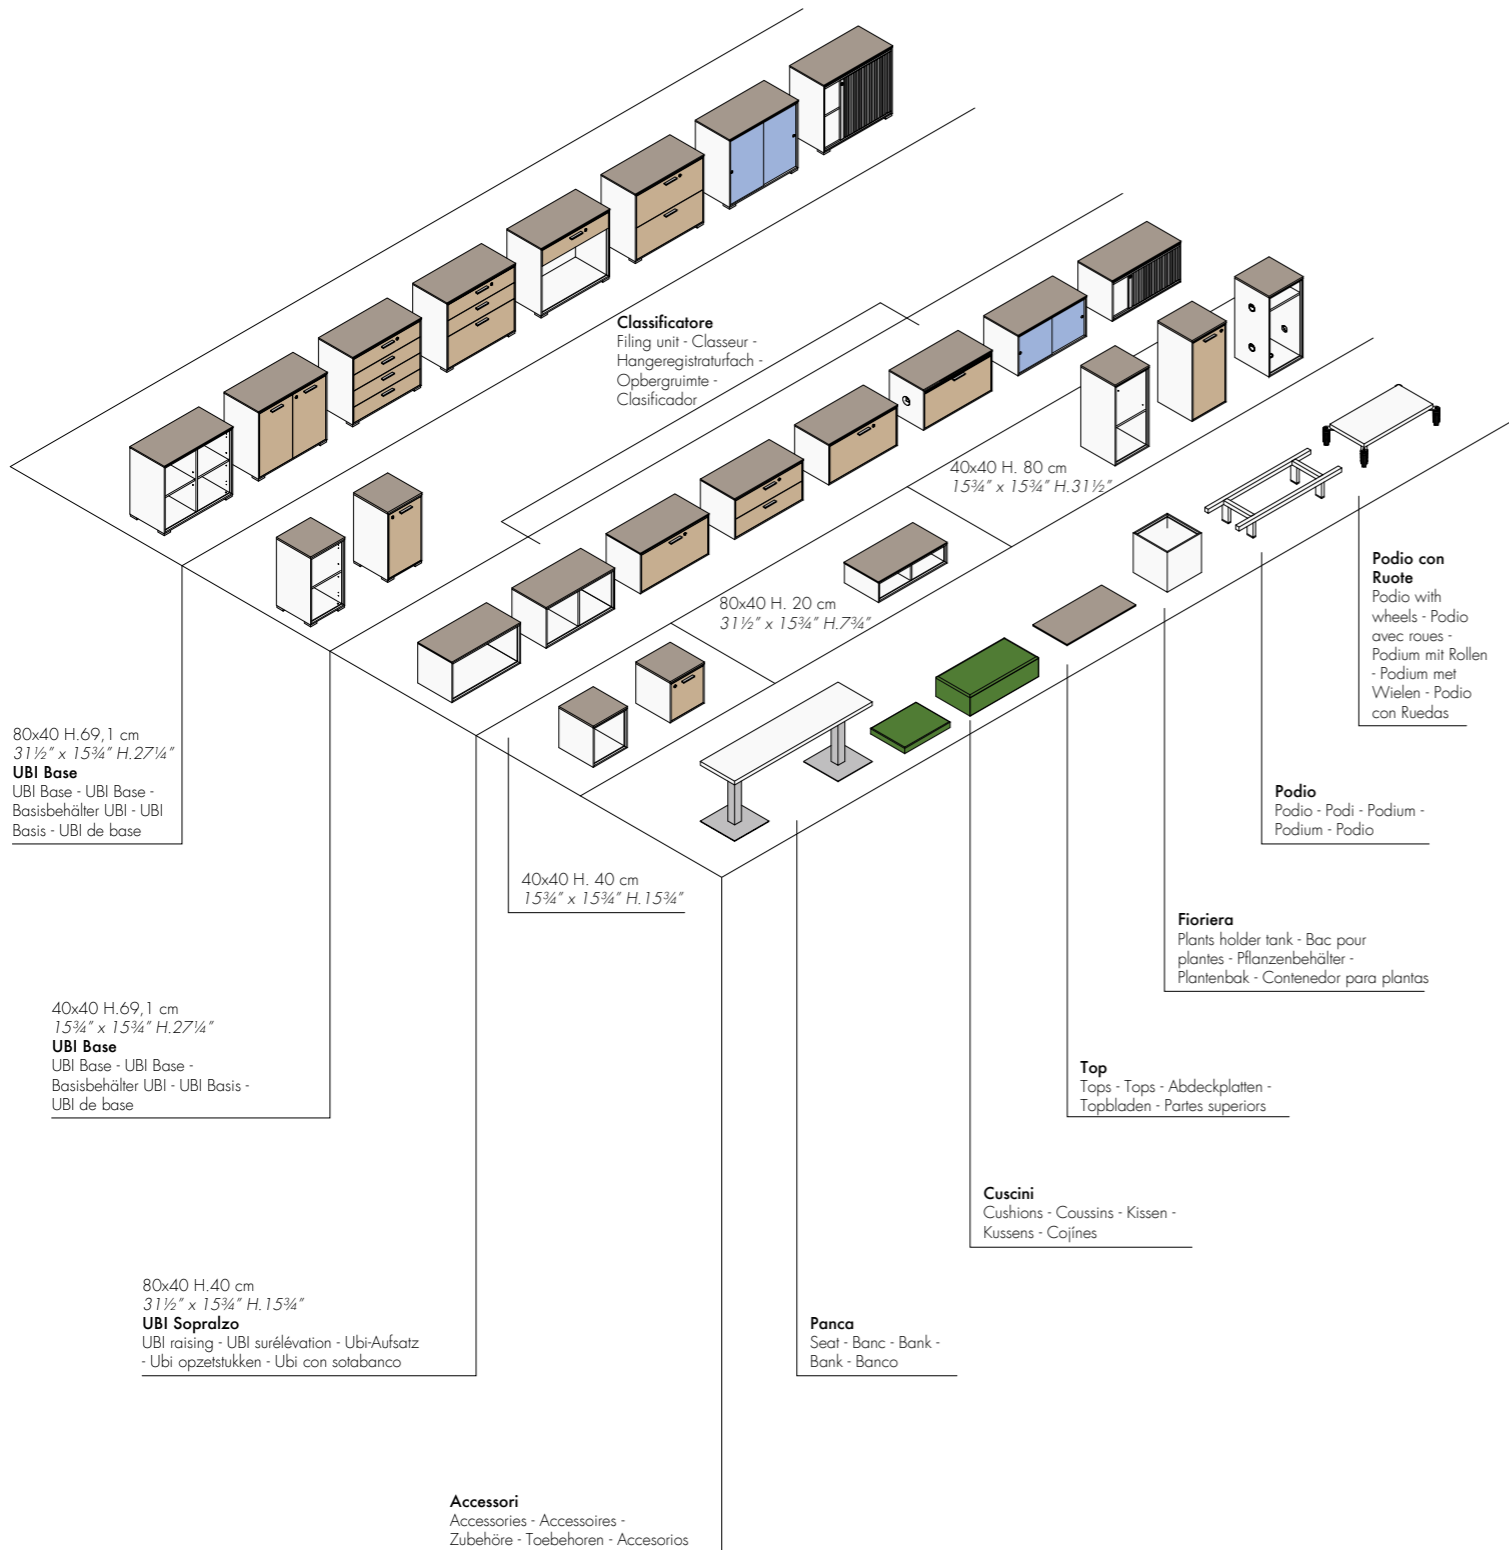 Classificatore
Filing unit - Classeur -
Hangeregistraturfach -
Opbergruimte -
Clasificador
40x40 H. 80 cm
15¾” x 15¾” H.31½”
80x40 H. 20 cm
31½” x 15¾” H.7¾”
Podio con
Ruote
Podio with
wheels - Podio
avec roues -
Podium mit Rollen
- Podium met
Wielen - Podio
con Ruedas
80x40 H.69,1 cm
31½” x 15¾” H.27¼”
UBI Base
UBI Base - UBI Base -
Basisbehälter UBI - UBI
Basis - UBI de base
Podio
Podio - Podi - Podium -
Podium - Podio
40x40 H. 40 cm
15¾” x 15¾” H.15¾”
Fioriera
Plants holder tank - Bac pour
plantes - Pflanzenbehälter -
Plantenbak - Contenedor para plantas
40x40 H.69,1 cm
15¾” x 15¾” H.27¼”
UBI Base
UBI Base - UBI Base -
Basisbehälter UBI - UBI Basis -
UBI de base
Top
Tops - Tops - Abdeckplatten -
Topbladen - Partes superiors
Cuscini
Cushions - Coussins - Kissen -
Kussens - Cojínes
80x40 H.40 cm
31½” x 15¾” H.15¾”
UBI Sopralzo
UBI raising - UBI surélévation - Ubi-Aufsatz
- Ubi opzetstukken - Ubi con sotabanco
Panca
Seat - Banc - Bank -
Bank - Banco
Accessori
Accessories - Accessoires -
Zubehöre - Toebehoren - Accesorios